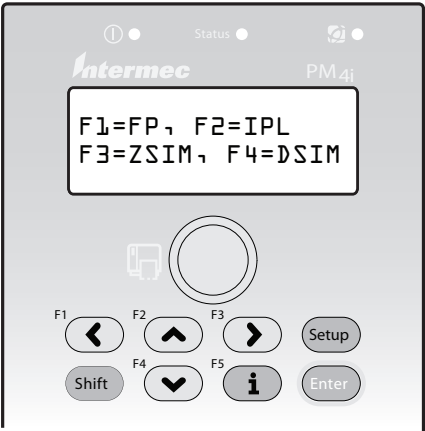 Status
Intermec
PM4i
F1=FP, F2=IPL
F3=ZSIM, F4=DSIM
F1 F2 F3
Setup
F4 F5
Shift i Enter